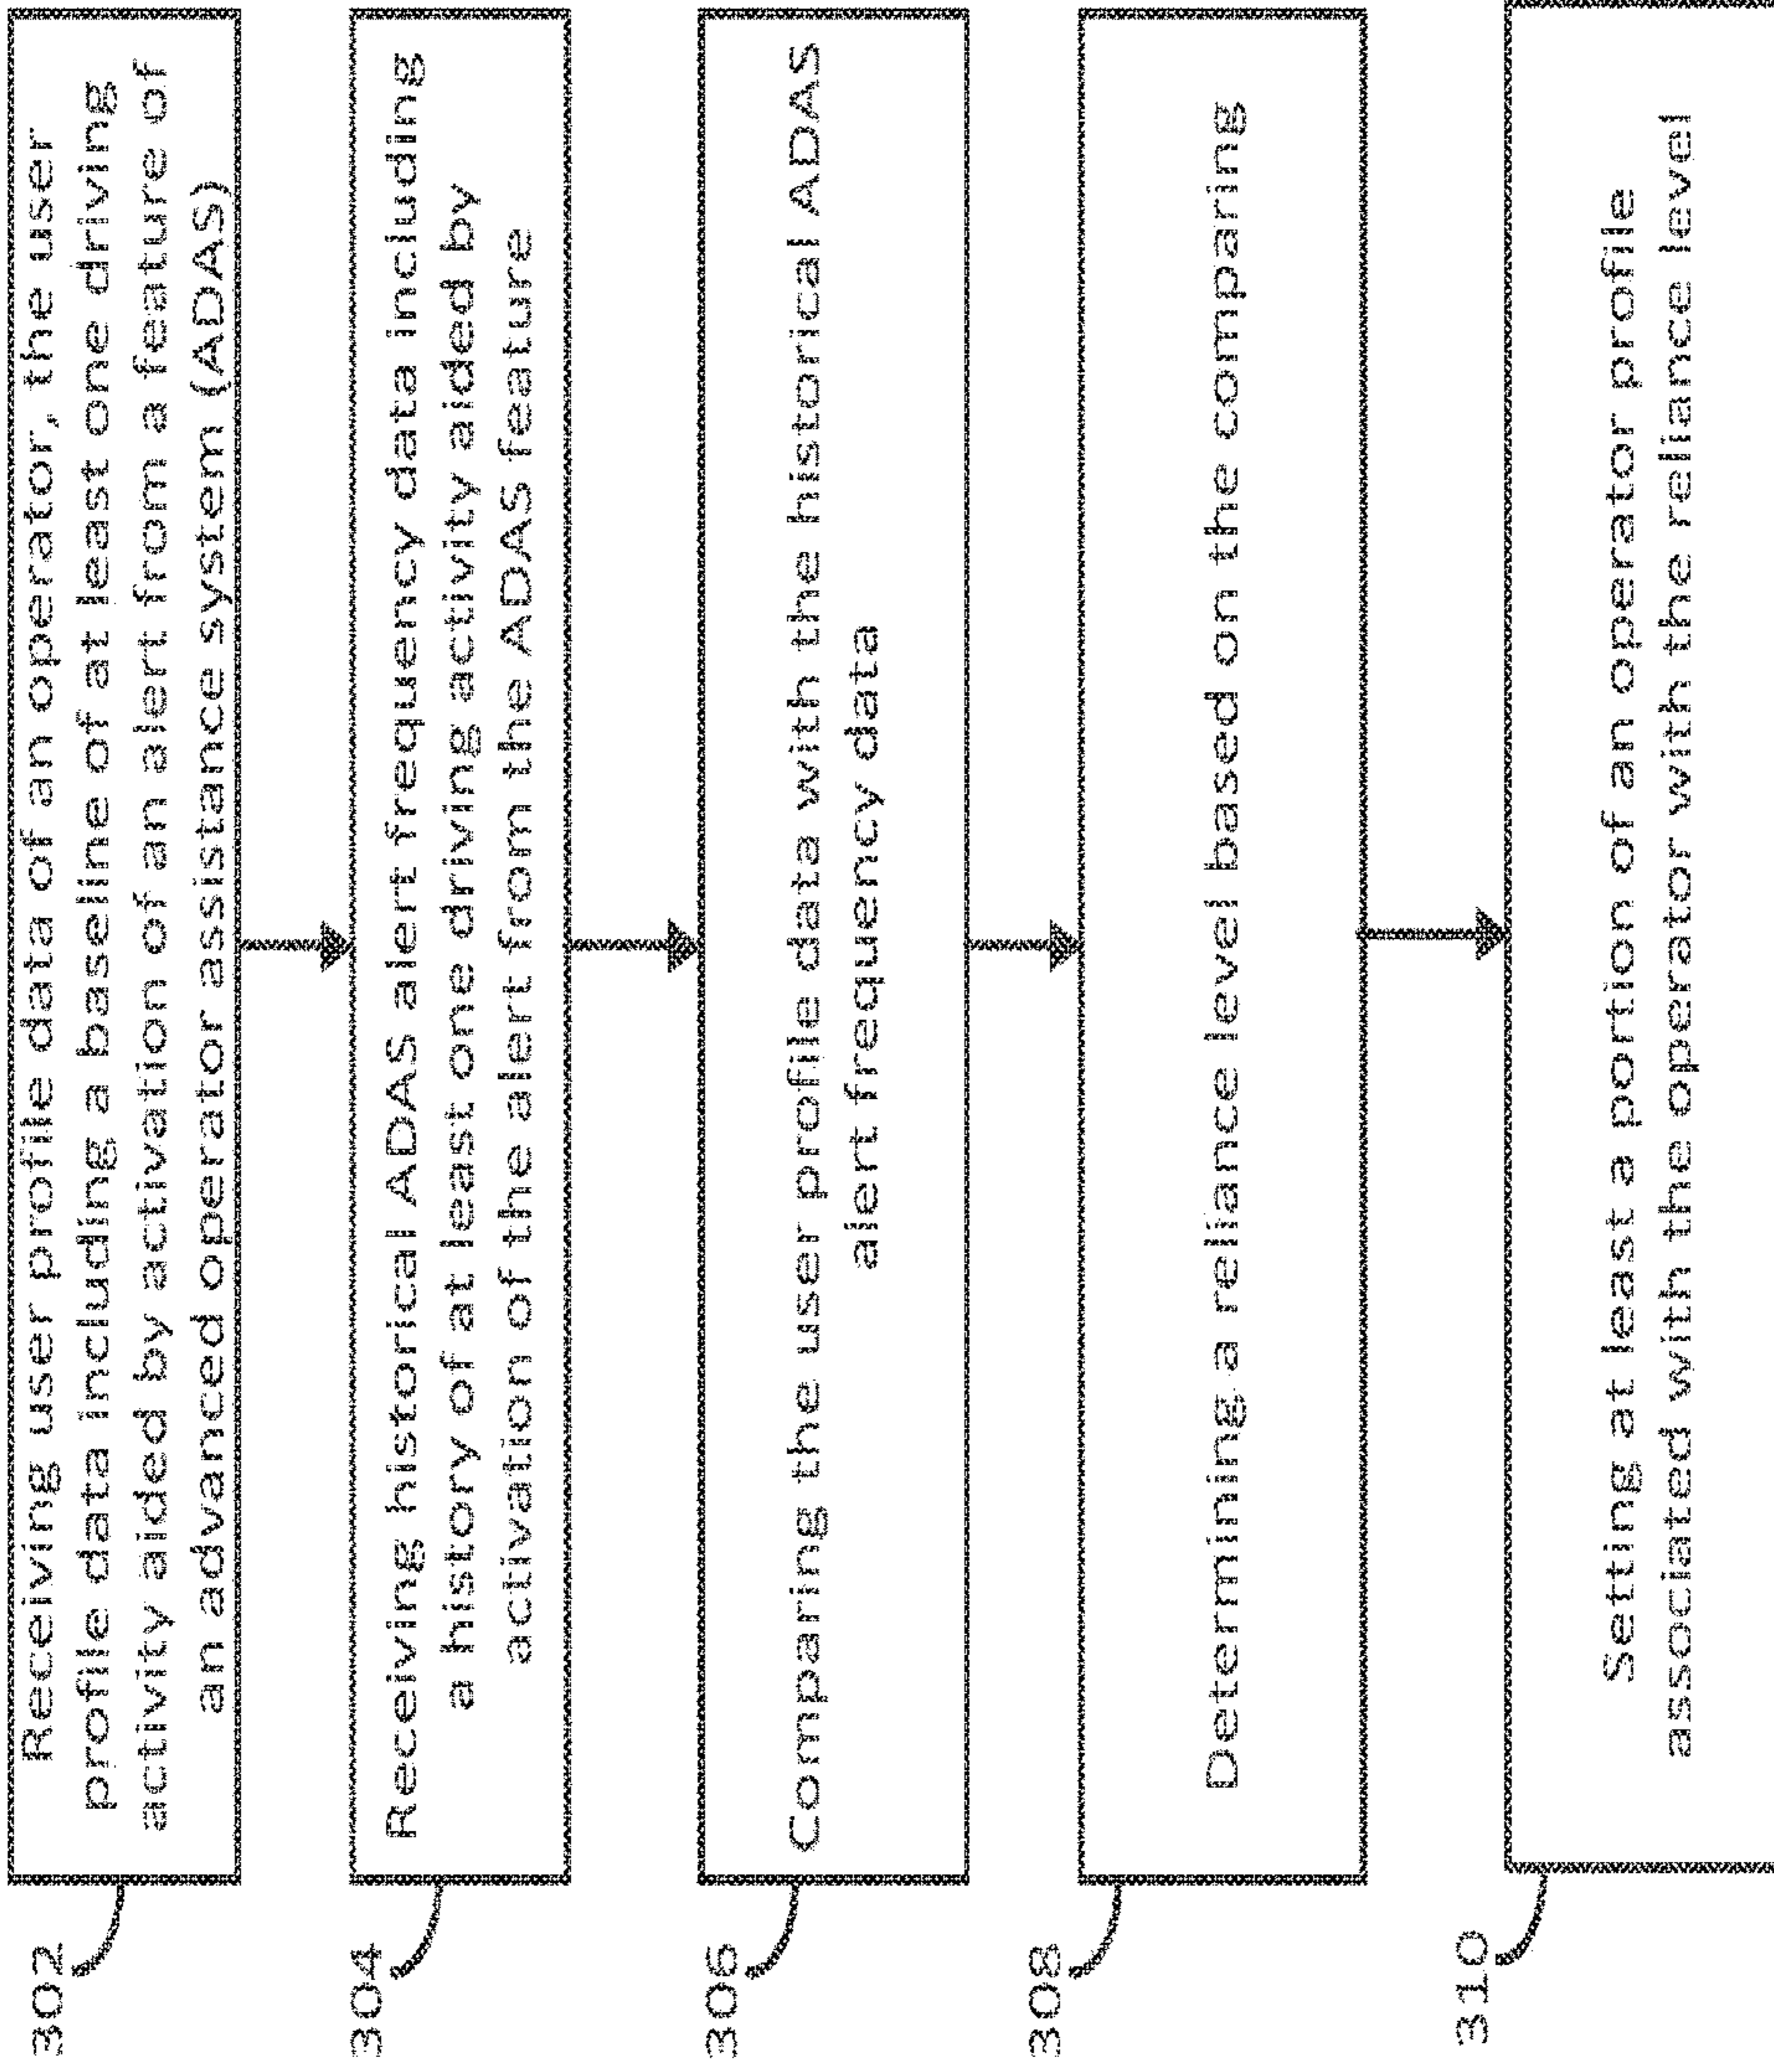 302
Receiving user profile data of an operator, the user
profile data including a baseline of at least one driving
activity aided by activation of an alert from a feature of
an advanced operator assistance system (ADAS)
304
Receiving historical ADAS alert frequency data including
a history of at least one driving activity aided by
activation of the alert from the ADAS feature
306
Comparing the user profile data with the historical ADAS
alert frequency data
308
Determining a reliance level based on the comparing
310
Setting at least a portion of an operator profile
associated with the operator with the reliance level